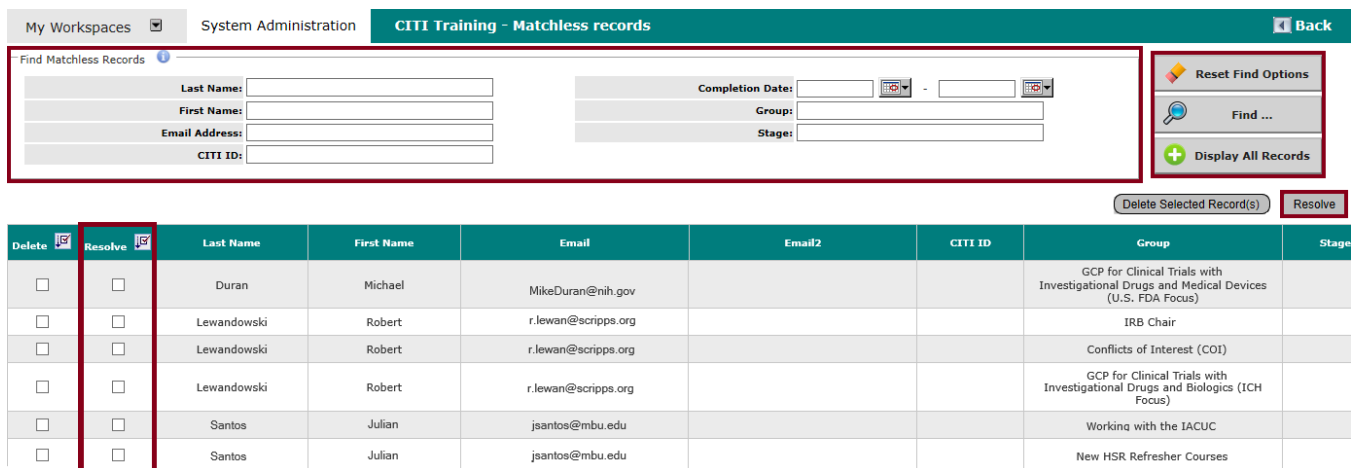 My Workspaces System Administration CITI Training - Matchless records Back
Find Matchless Records
Last Name: Completion Date: -
First Name: Group:
Email Address: Stage:
CITI ID:
Reset Find Options
Find ...
Display All Records
Delete Selected Record(s) Resolve
Delete Resolve Last Name First Name Email Email2 CITI ID Group Stage
Duran Michael MikeDuran@nih.gov GCP for Clinical Trials with
Investigational Drugs and Medical Devices
(U.S. FDA Focus)
Lewandowski Robert r.lewan@scripps.org IRB Chair
Lewandowski Robert r.lewan@scripps.org Conflicts of Interest (COI)
Lewandowski Robert r.lewan@scripps.org GCP for Clinical Trials with
Investigational Drugs and Biologics (ICH
Focus)
Santos Julian jsantos@mbu.edu Working with the IACUC
Santos Julian jsantos@mbu.edu New HSR Refresher Courses